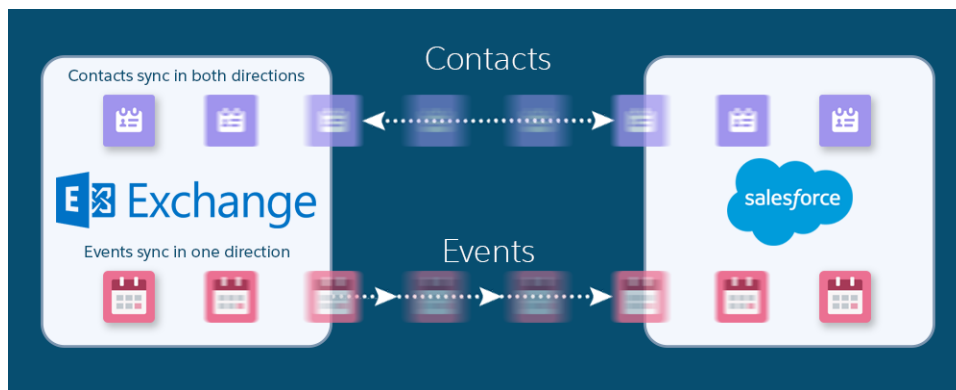 Contacts
Contacts sync in both directions
E Exchange
salesforce
Events sync in one direction
Events